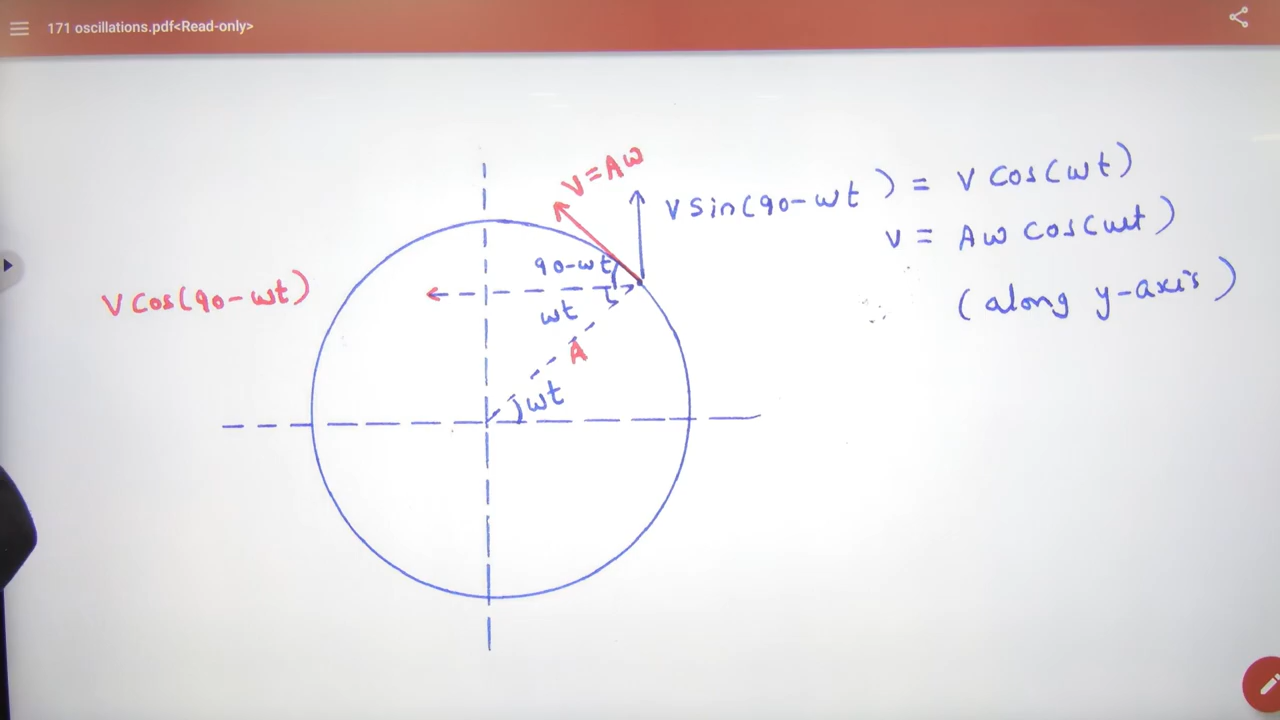 171 oscillations.pdf<Read-only>
V=Aω
V Sin(90-ωt) = V Cos(ωt)
V = Aω Cos(ωt)
(along y-axis)
90-ωt
V Cos(90-ωt)
ωt
A
ωt